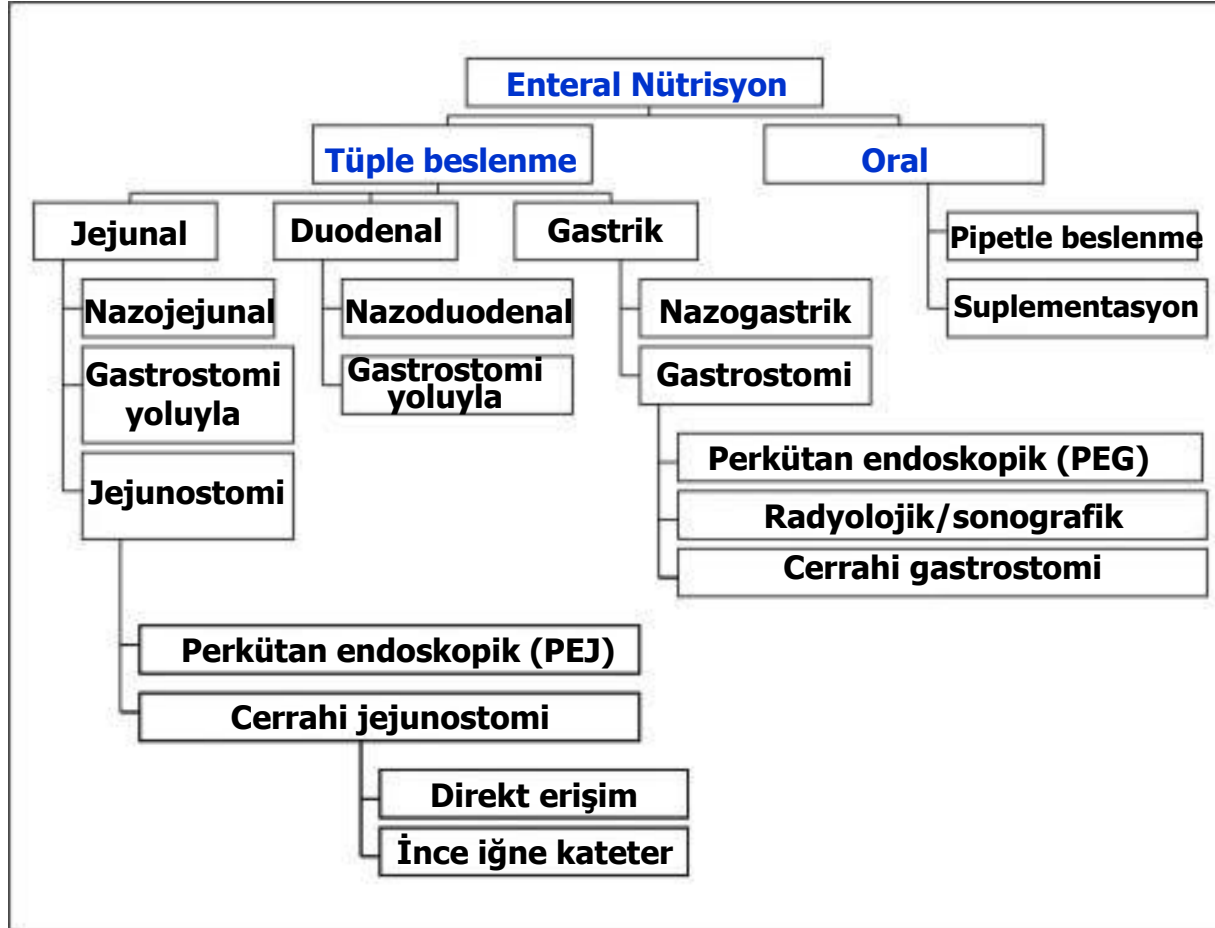 Enteral Nütrisyon
Tüple beslenme
Oral
Jejunal
Duodenal
Gastrik
Pipetle beslenme
Suplementasyon
Nazojejunal
Nazoduodenal
Nazogastrik
Gastrostomi
yoluyla
Gastrostomi
yoluyla
Gastrostomi
Jejunostomi
Perkütan endoskopik (PEG)
Radyolojik/sonografik
Cerrahi gastrostomi
Perkütan endoskopik (PEJ)
Cerrahi jejunostomi
Direkt erişim
İnce iğne kateter